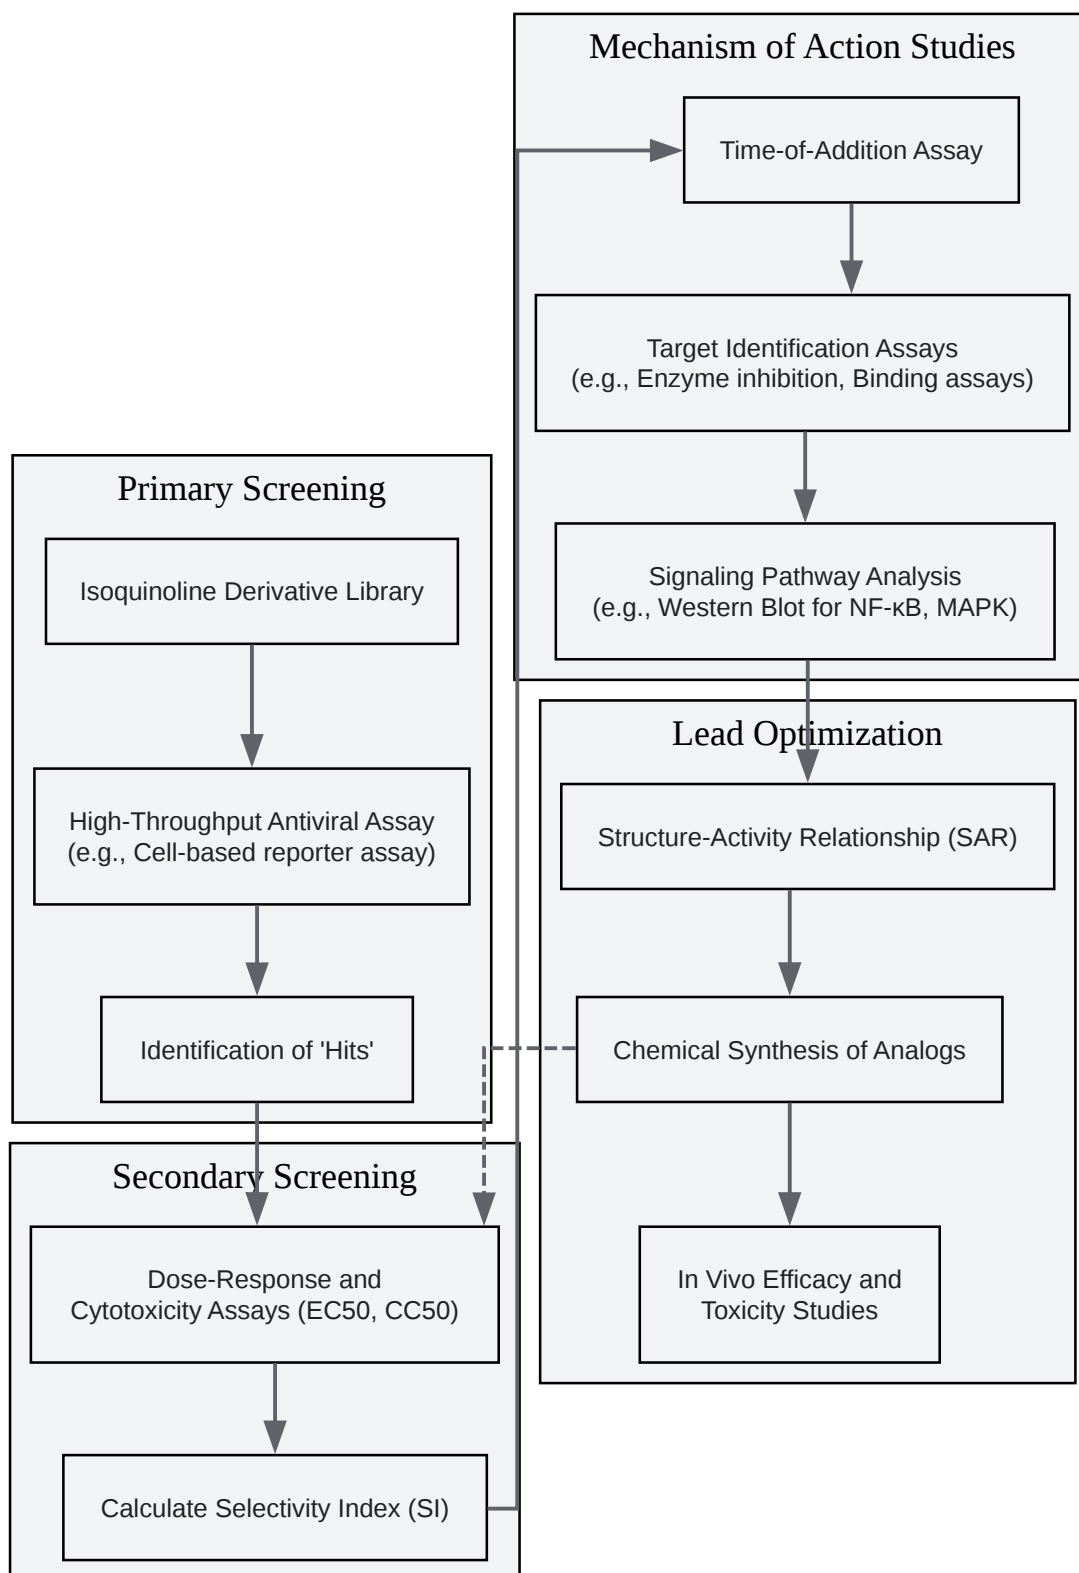 Mechanism of Action Studies
Time-of-Addition Assay
Target Identification Assays
(e.g., Enzyme inhibition, Binding assays)
Signaling Pathway Analysis
(e.g., Western Blot for NF-κB, MAPK)
Primary Screening
Isoquinoline Derivative Library
High-Throughput Antiviral Assay
(e.g., Cell-based reporter assay)
Identification of 'Hits'
Secondary Screening
Dose-Response and
Cytotoxicity Assays (EC50, CC50)
Calculate Selectivity Index (SI)
Lead Optimization
Structure-Activity Relationship (SAR)
Chemical Synthesis of Analogs
In Vivo Efficacy and
Toxicity Studies